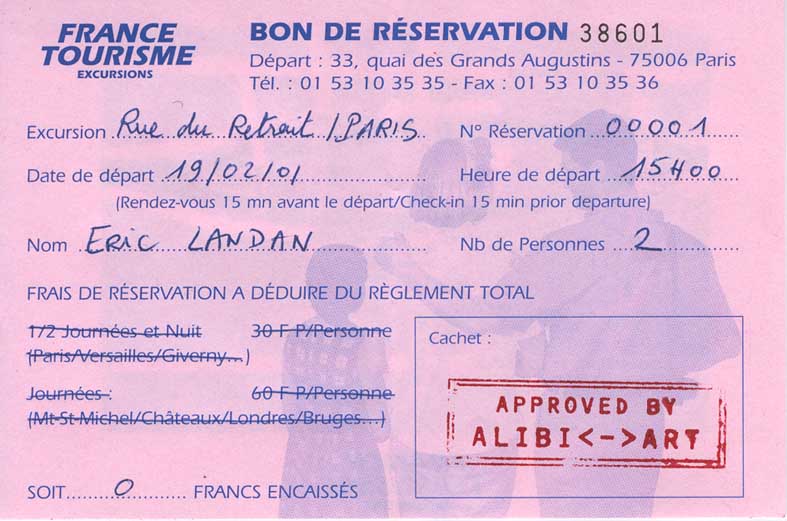 FRANCE TOURISME
EXCURSIONS
BON DE RÉSERVATION 38601
Départ : 33, quai des Grands Augustins - 75006 Paris
Tél. : 01 53 10 35 35 - Fax : 01 53 10 35 36
Excursion Rue du Retrait / PARIS N° Réservation 00001
Date de départ 19/02/01 Heure de départ 15H00
(Rendez-vous 15 mn avant le départ/Check-in 15 min prior departure)
Nom ERIC LANDAN Nb de Personnes 2
FRAIS DE RÉSERVATION A DÉDUIRE DU RÈGLEMENT TOTAL
1/2 Journées et Nuit 30 F P/Personne
(Paris/Versailles/Giverny...)
Journées : 60 F P/Personne
(Mt-St-Michel/Châteaux/Londres/Bruges...)
Cachet :
APPROVED BY
ALIBI<->ART
SOIT 0 FRANCS ENCAISSÉS